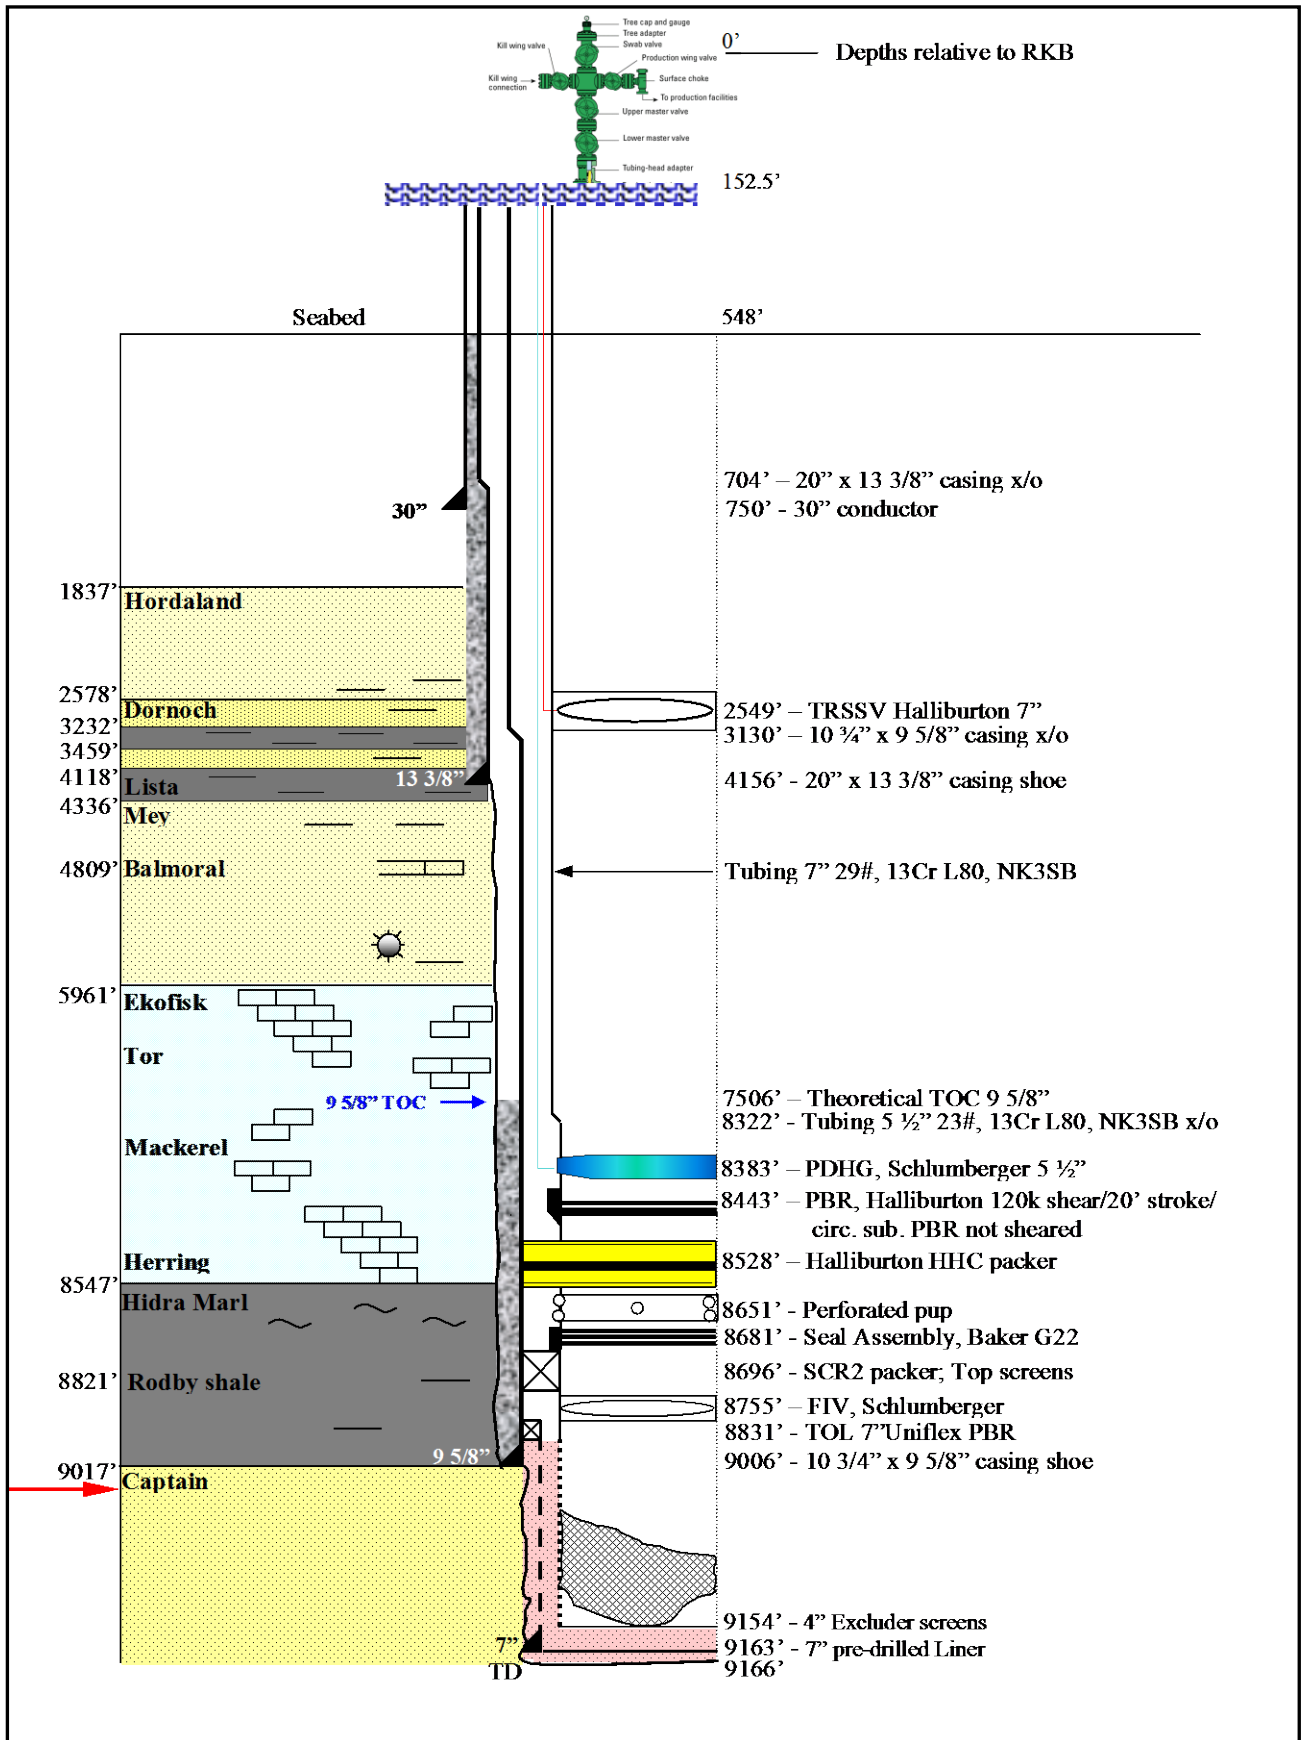 Tree cap and gauge
Tree adapter
Swab valve
Kill wing valve
Production wing valve
Kill wing
connection
Surface choke
To production facilities
Upper master valve
Lower master valve
Tubing-head adapter
0’
Depths relative to RKB
152.5’
Seabed
548’
704’ – 20” x 13 3/8” casing x/o
30”
750’ - 30” conductor
1837’
Hordaland
2578’
Dornoch
2549’ – TRSSV Halliburton 7”
3232’
3130’ – 10 ¾” x 9 5/8” casing x/o
3459’
4118’
13 3/8”
4156’ - 20” x 13 3/8” casing shoe
Lista
4336’
Mey
4809’
Balmoral
Tubing 7” 29#, 13Cr L80, NK3SB
5961’
Ekofisk
Tor
9 5/8” TOC
7506’ – Theoretical TOC 9 5/8”
8322’ - Tubing 5 ½” 23#, 13Cr L80, NK3SB x/o
Mackerel
8383’ – PDHG, Schlumberger 5 ½”
8443’ – PBR, Halliburton 120k shear/20’ stroke/
circ. sub. PBR not sheared
Herring
8528’ – Halliburton HHC packer
8547’
Hidra Marl
8651’ - Perforated pup
8681’ - Seal Assembly, Baker G22
8821’
Rodby shale
8696’ - SCR2 packer; Top screens
8755’ – FIV, Schlumberger
8831’ - TOL 7”Uniflex PBR
9 5/8”
9006’ - 10 3/4” x 9 5/8” casing shoe
9017’
Captain
9154’ - 4” Excluder screens
7”
9163’ - 7” pre-drilled Liner
TD
9166’